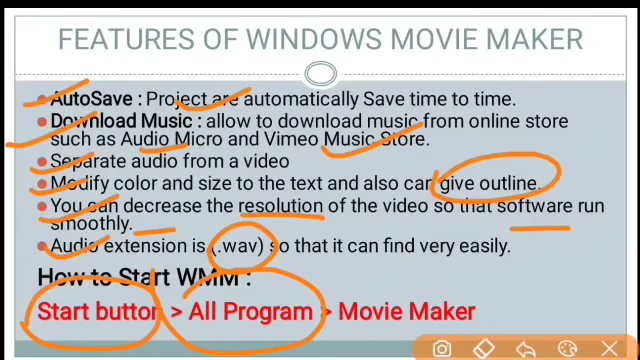 FEATURES OF WINDOWS MOVIE MAKER
AutoSave : Project are automatically Save time to time.
Download Music : allow to download music from online store
such as Audio Micro and Vimeo Music Store.
Separate audio from a video
Modify color and size to the text and also can give outline.
You can decrease the resolution of the video so that software run
smoothly.
Audio extension is (.wav) so that it can find very easily.
How to Start WMM :
Start button > All Program > Movie Maker